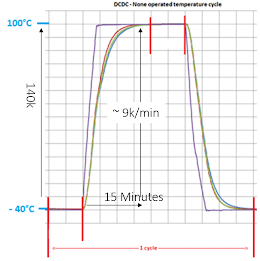 DCDC - None operated temperature cycle
100°C
140k
~ 9k/min
15 Minutes
- 40°C
1 cycle